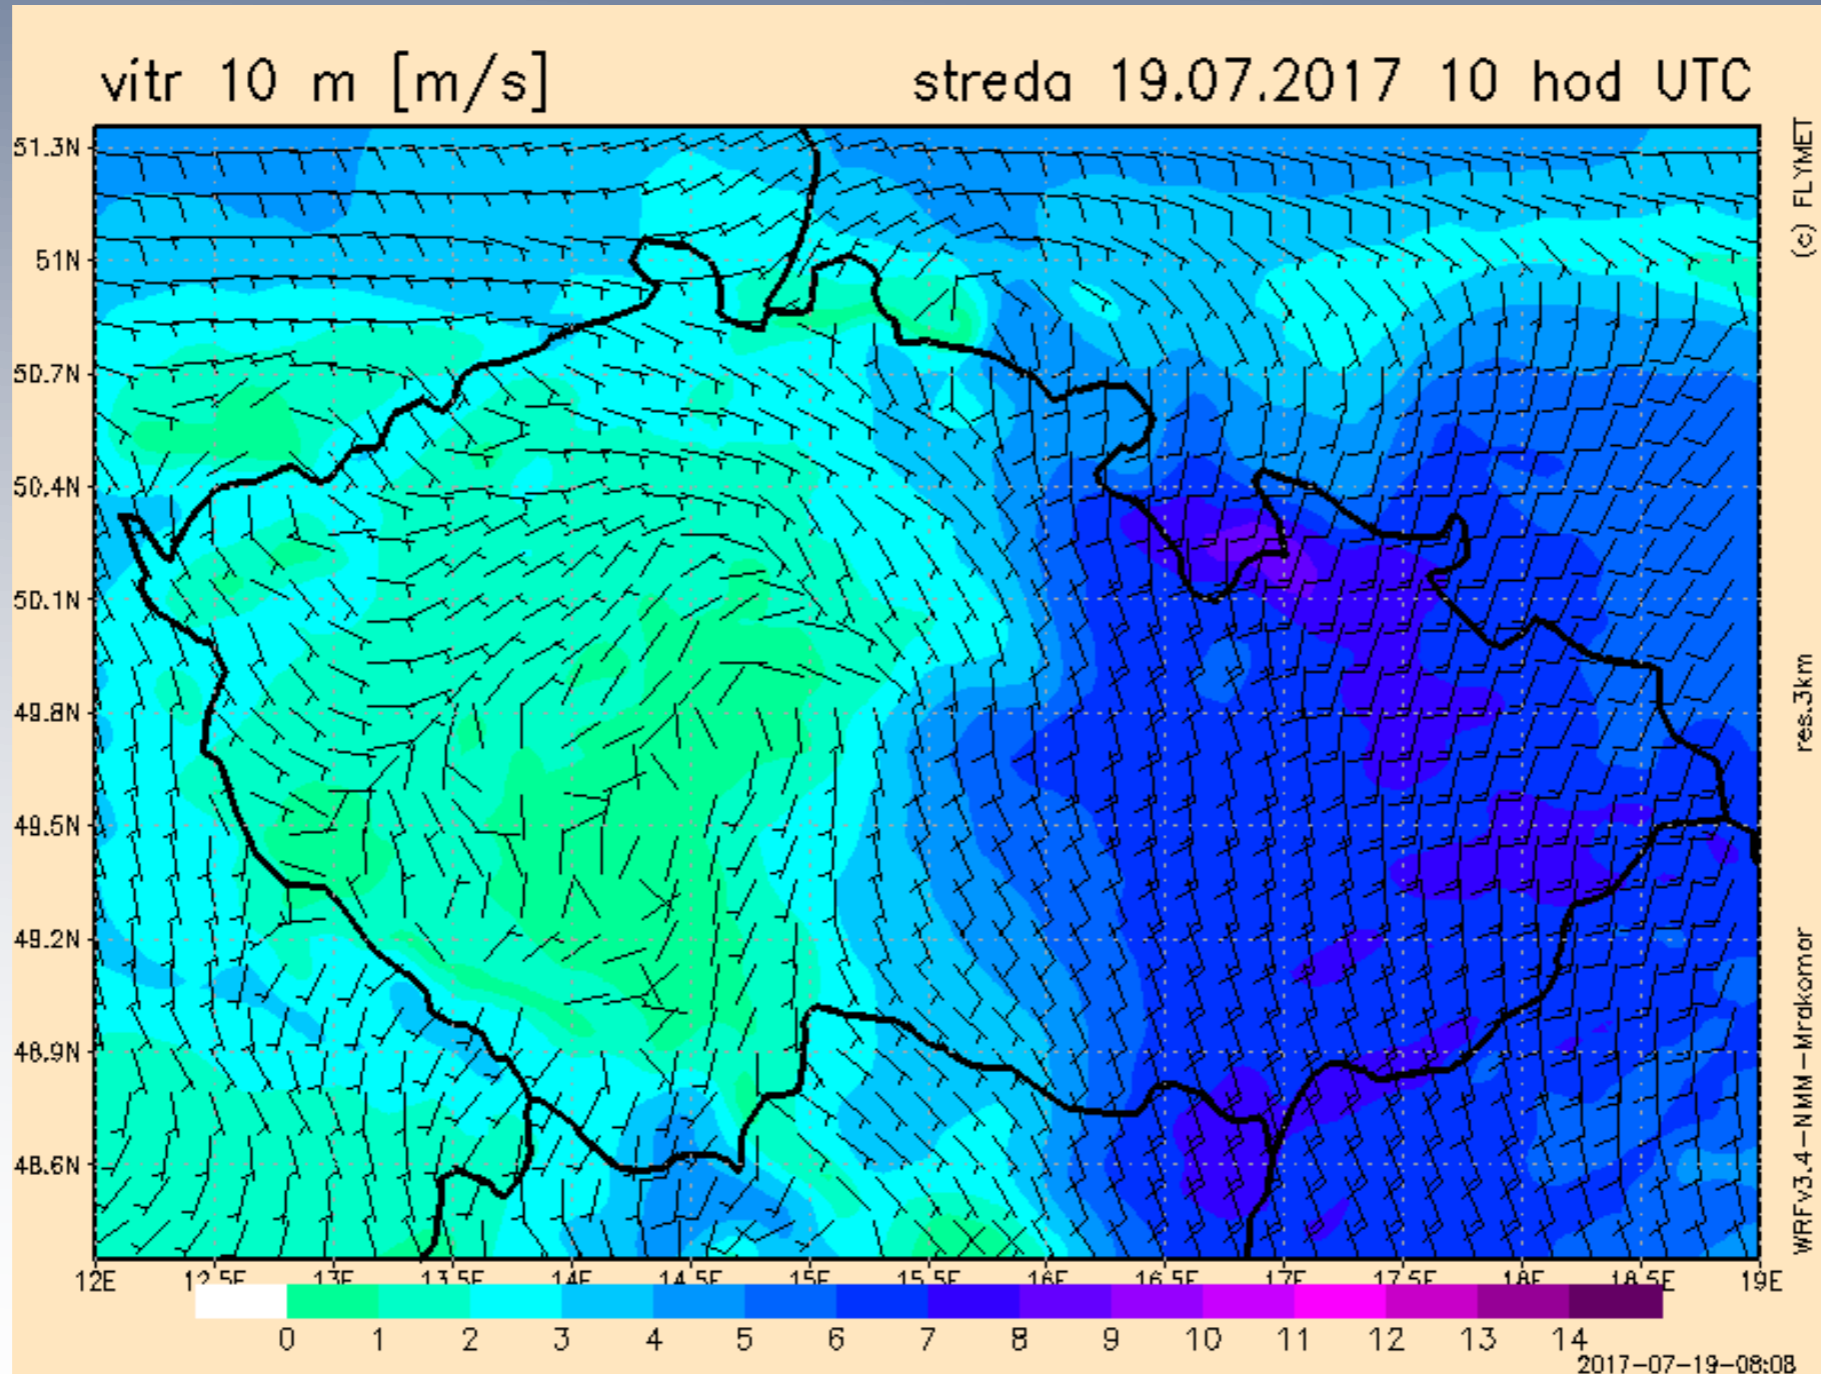 vitr 10 m [m/s]
streda 19.07.2017 10 hod UTC
(c) FLYMET
res.3km
WRFv3.4-NMM-Mrakomor
51.3N
51N
50.7N
50.4N
50.1N
49.8N
49.5N
49.2N
48.9N
48.6N
12E 12.5E 13E 13.5E 14E 14.5E 15E 15.5E 16E 16.5E 17E 17.5E 18E 18.5E 19E
0 1 2 3 4 5 6 7 8 9 10 11 12 13 14
2017-07-19-08:08